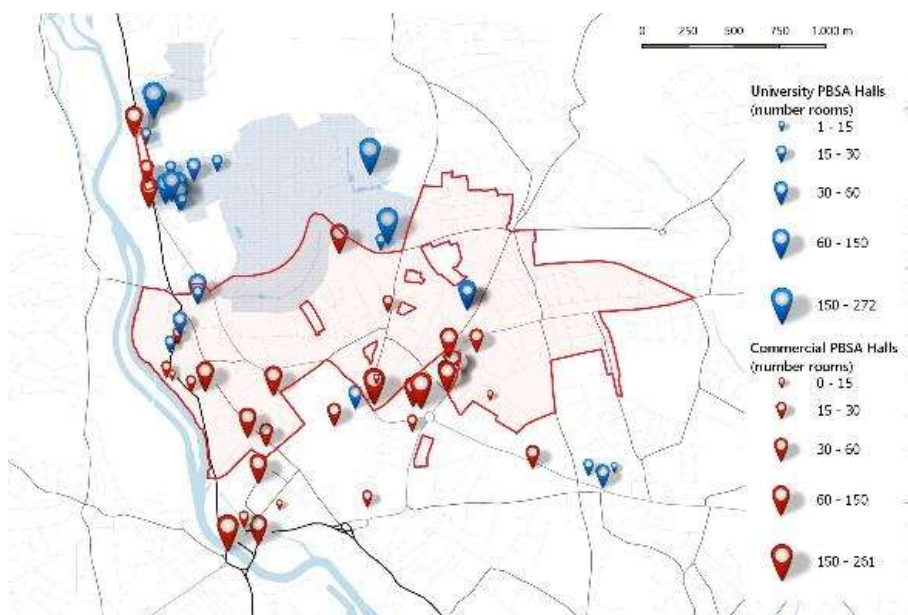 0 250 500 750 1.000 m
University PBSA Halls
(number rooms)
1 - 15
15 - 30
30 - 60
60 - 150
150 - 272
Commercial PBSA Halls
(number rooms)
0 - 15
15 - 30
30 - 60
60 - 150
150 - 261